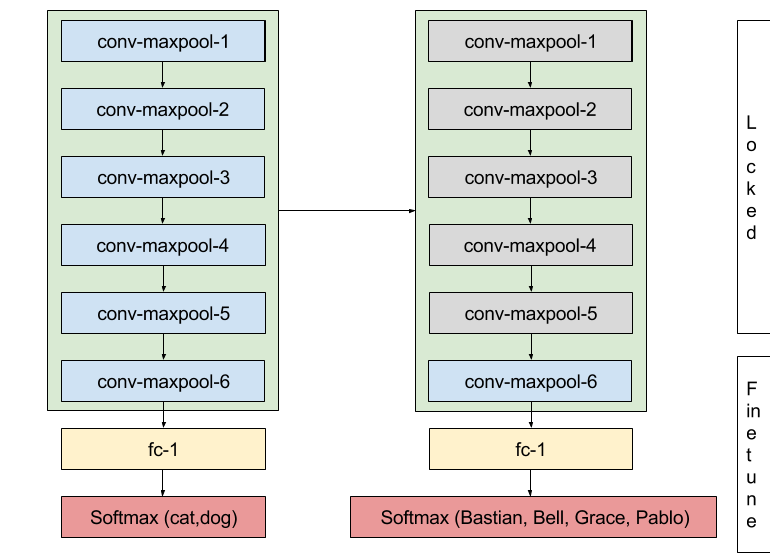 conv-maxpool-1
conv-maxpool-2
conv-maxpool-3
conv-maxpool-4
conv-maxpool-5
conv-maxpool-6
fc-1
Softmax (cat,dog)
conv-maxpool-1
conv-maxpool-2
conv-maxpool-3
conv-maxpool-4
conv-maxpool-5
conv-maxpool-6
fc-1
Softmax (Bastian, Bell, Grace, Pablo)
L
o
c
k
e
d
F
in
e
t
u
n
e